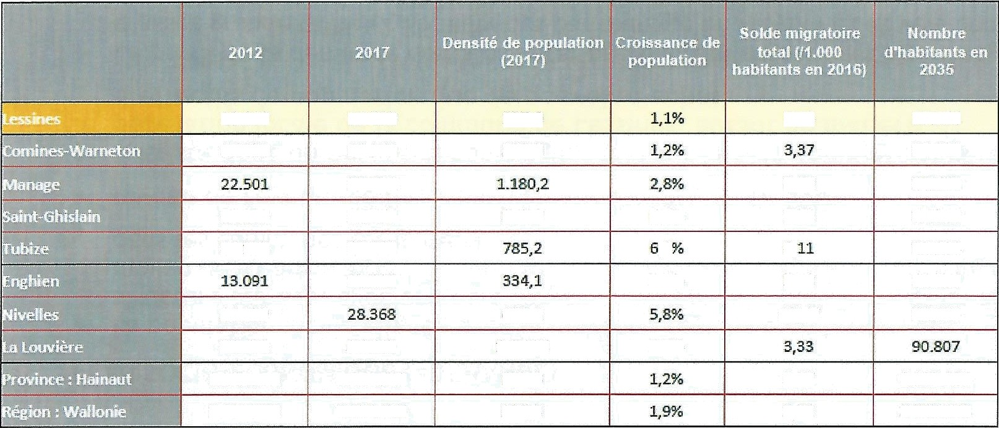 2012
2017
Densité de population
(2017)
Croissance de
population
Solde migratoire
total (/1.000
habitants en 2016)
Nombre
d'habitants en
2035
Lessines 1,1%
Comines-Warneton 1,2% 3,37
Manage 22.501 1.180,2 2,8%
Saint-Ghislain
Tubize 785,2 6 % 11
Enghien 13.091 334,1
Nivelles 28.368 5,8%
La Louvière 3,33 90.807
Province : Hainaut 1,2%
Région : Wallonie 1,9%